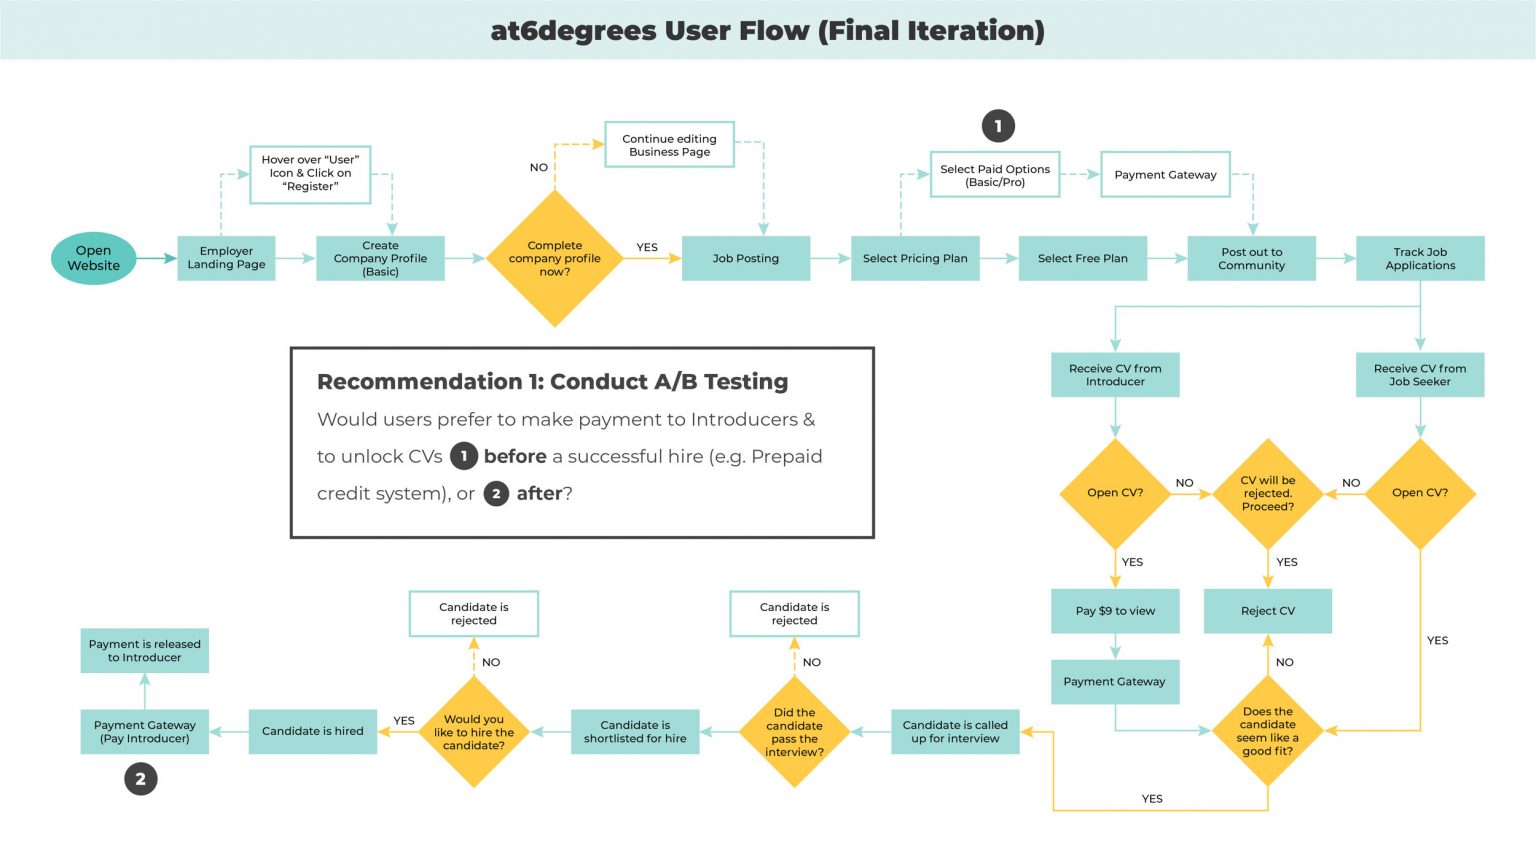 at6degrees User Flow (Final Iteration)
1
Hover over “User”
Icon & Click on
“Register”
NO
Continue editing
Business Page
Select Paid Options
(Basic/Pro)
Payment Gateway
Open
Website
Employer
Landing Page
Create
Company Profile
(Basic)
Complete
company profile
now?
YES
Job Posting
Select Pricing Plan
Select Free Plan
Post out to
Community
Track Job
Applications
Recommendation 1: Conduct A/B Testing
Would users prefer to make payment to Introducers &
to unlock CVs 1 before a successful hire (e.g. Prepaid
credit system), or 2 after?
Receive CV from
Introducer
Receive CV from
Job Seeker
Open CV?
NO
CV will be
rejected.
Proceed?
NO
Open CV?
YES
YES
Pay $9 to view
Reject CV
YES
Payment Gateway
NO
Does the
candidate
seem like a
good fit?
YES
Candidate is called
up for interview
Did the
candidate
pass the
interview?
NO
Candidate is
rejected
Candidate is
shortlisted for hire
Would you
like to hire the
candidate?
NO
Candidate is
rejected
YES
Candidate is hired
Payment Gateway
(Pay Introducer)
Payment is released
to Introducer
2